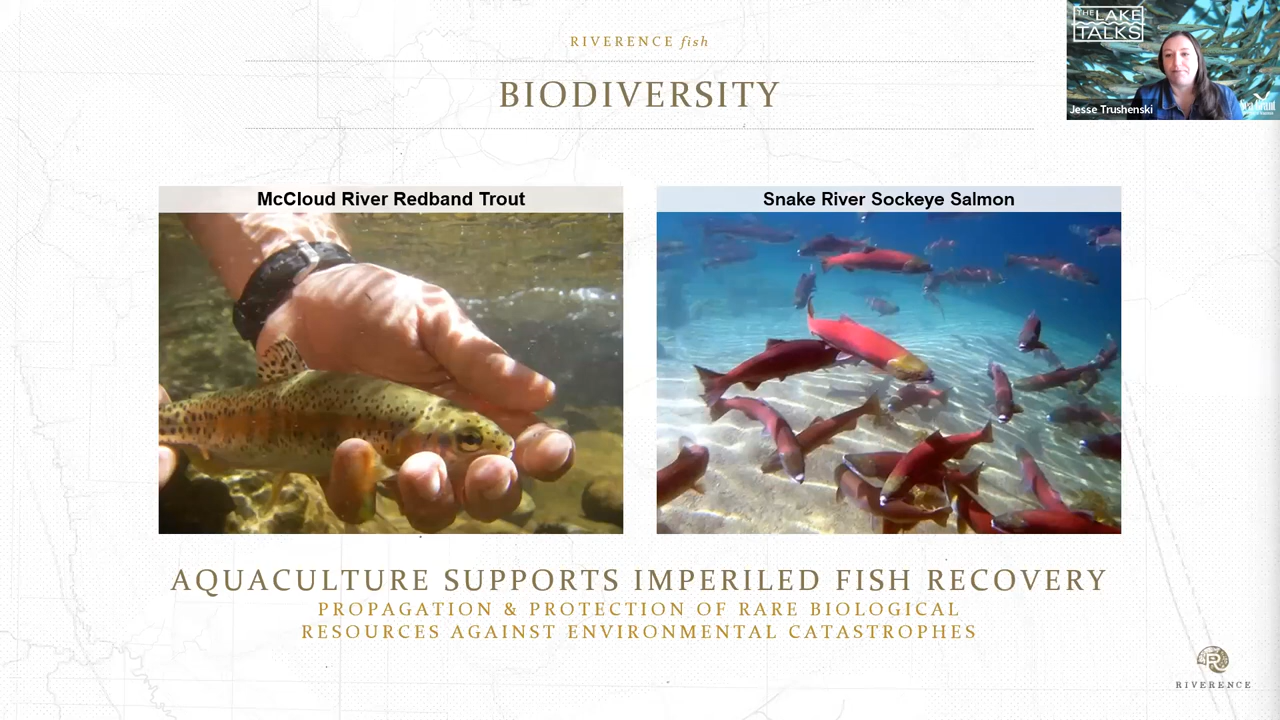 RIVERENCE fish
BIODIVERSITY
THE LAKE
TALKS
Jesse Trushenski
McCloud River Redband Trout
Snake River Sockeye Salmon
AQUACULTURE SUPPORTS IMPERILED FISH RECOVERY
PROPAGATION & PROTECTION OF RARE BIOLOGICAL
RESOURCES AGAINST ENVIRONMENTAL CATASTROPHES
RIVERENCE